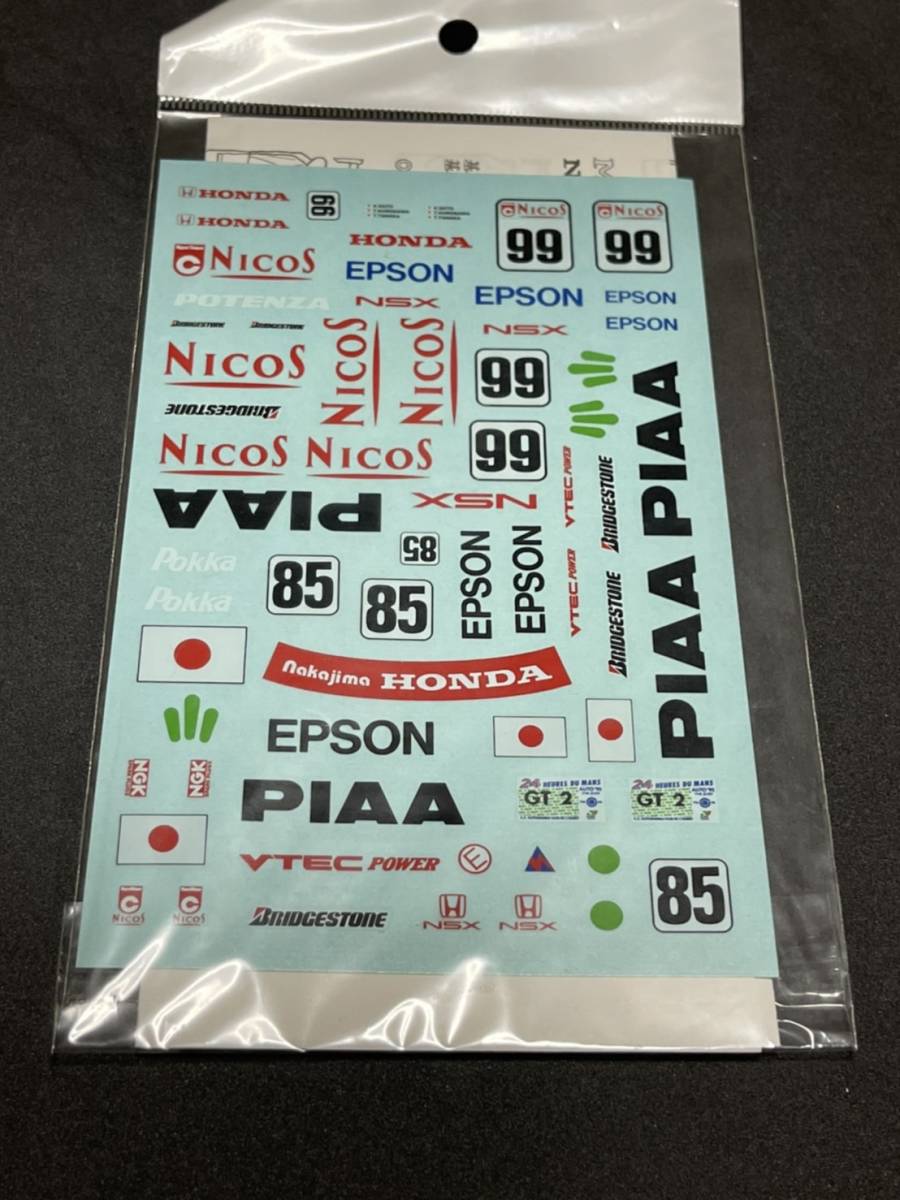 HONDA
99
NICOS
99
NICOS
99
HONDA
HONDA
NICOS
EPSON
EPSON
EPSON
POTENZA
NSX
BRIDGESTONE
BRIDGESTONE
NICOS
NICOS
NSX
EPSON
NICOS
99
BRIDGESTONE
NICOS
NICOS
99
PIAA
NSX
VTEC POWER
BRIDGESTONE
PIAA PIAA
Pokka
85
85
85
EPSON
EPSON
VTEC POWER
BRIDGESTONE
Pokka
Nakajima HONDA
EPSON
NGK
NGK
PIAA
24 HEURES DU MANS
GT 2
24 HEURES DU MANS
GT 2
VTEC POWER
E
85
NICOS
NICOS
BRIDGESTONE
NSX
NSX